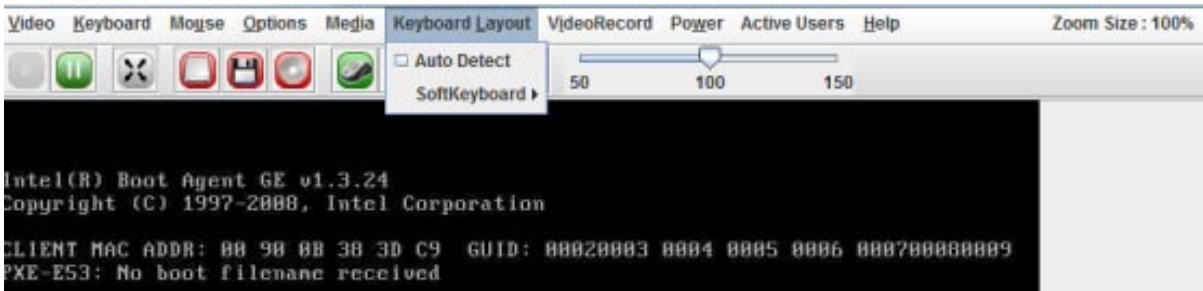 Video Keyboard Mouse Options Media Keyboard Layout VideoRecord Power Active Users Help Zoom Size : 100%
Auto Detect
SoftKeyboard
50 100 150
Intel(R) Boot Agent GE v1.3.24
Copyright (C) 1997-2008, Intel Corporation
CLIENT MAC ADDR: 00 90 0B 38 3D C9 GUID: 00020003 0004 0005 0006 000700080009
PXE-E53: No boot filename received